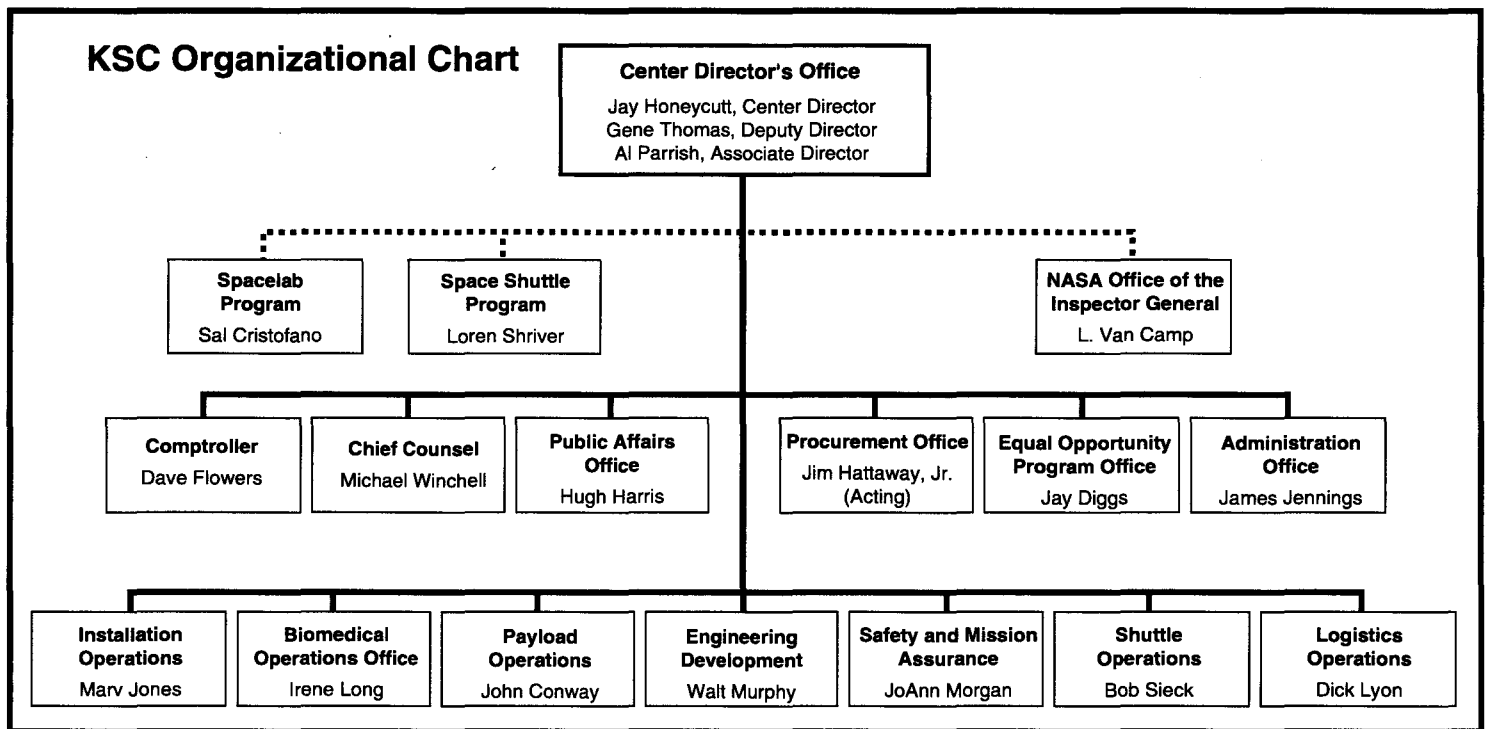 KSC Organizational Chart
Center Director's Office
Jay Honeycutt, Center Director
Gene Thomas, Deputy Director
Al Parrish, Associate Director
Spacelab
Program
Sal Cristofano
Space Shuttle
Program
Loren Shriver
NASA Office of the
Inspector General
L. Van Camp
Comptroller
Dave Flowers
Chief Counsel
Michael Winchell
Public Affairs
Office
Hugh Harris
Procurement Office
Jim Hattaway, Jr.
(Acting)
Equal Opportunity
Program Office
Jay Diggs
Administration
Office
James Jennings
Installation
Operations
Marv Jones
Biomedical
Operations Office
Irene Long
Payload
Operations
John Conway
Engineering
Development
Walt Murphy
Safety and Mission
Assurance
JoAnn Morgan
Shuttle
Operations
Bob Sieck
Logistics
Operations
Dick Lyon